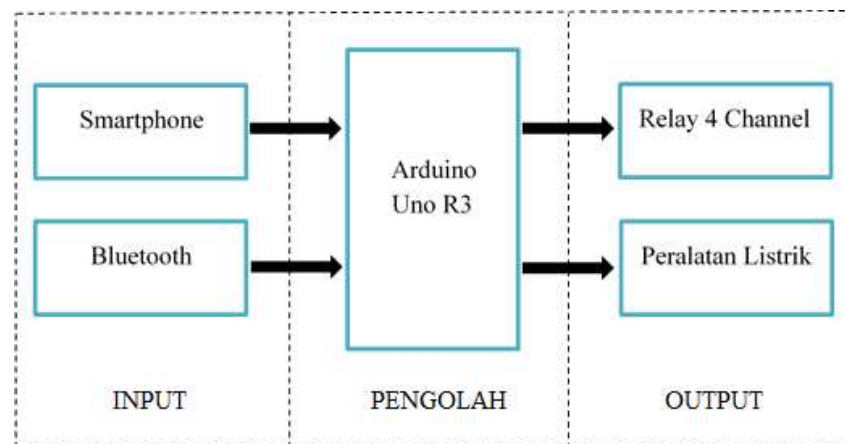 Smartphone
Bluetooth
Arduino
Uno R3
Relay 4 Channel
Peralatan Listrik
INPUT
PENGOLAH
OUTPUT